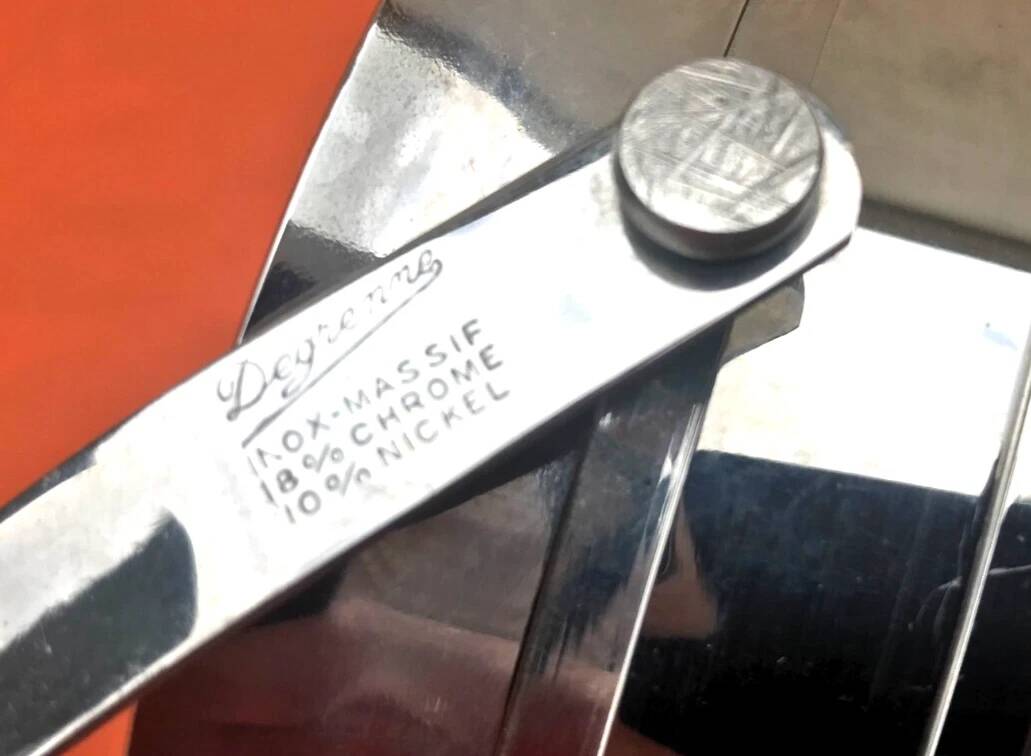 Degrenne
INOX-MASSIF
18% CHROME
10% NICKEL